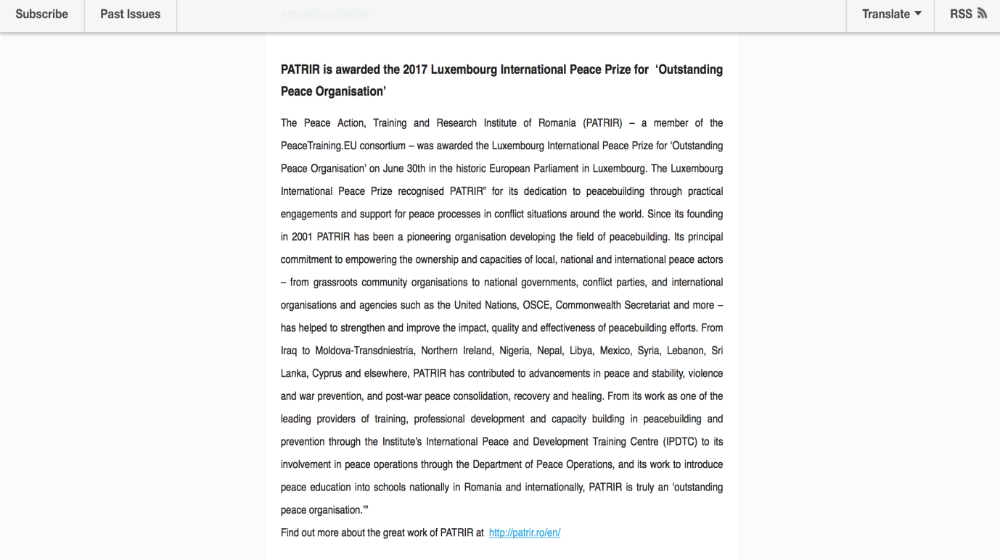 Subscribe
Past Issues
www.patrir.ro/training
Translate
RSS
PATRIR is awarded the 2017 Luxembourg International Peace Prize for ‘Outstanding
Peace Organisation’
The Peace Action, Training and Research Institute of Romania (PATRIR) – a member of the
PeaceTraining.EU consortium – was awarded the Luxembourg International Peace Prize for ‘Outstanding
Peace Organisation’ on June 30th in the historic European Parliament in Luxembourg. The Luxembourg
International Peace Prize recognised PATRIR” for its dedication to peacebuilding through practical
engagements and support for peace processes in conflict situations around the world. Since its founding
in 2001 PATRIR has been a pioneering organisation developing the field of peacebuilding. Its principal
commitment to empowering the ownership and capacities of local, national and international peace actors
– from grassroots community organisations to national governments, conflict parties, and international
organisations and agencies such as the United Nations, OSCE, Commonwealth Secretariat and more –
has helped to strengthen and improve the impact, quality and effectiveness of peacebuilding efforts. From
Iraq to Moldova-Transdniestria, Northern Ireland, Nigeria, Nepal, Libya, Mexico, Syria, Lebanon, Sri
Lanka, Cyprus and elsewhere, PATRIR has contributed to advancements in peace and stability, violence
and war prevention, and post-war peace consolidation, recovery and healing. From its work as one of the
leading providers of training, professional development and capacity building in peacebuilding and
prevention through the Institute’s International Peace and Development Training Centre (IPDTC) to its
involvement in peace operations through the Department of Peace Operations, and its work to introduce
peace education into schools nationally in Romania and internationally, PATRIR is truly an ‘outstanding
peace organisation.’”
Find out more about the great work of PATRIR at http://patrir.ro/en/